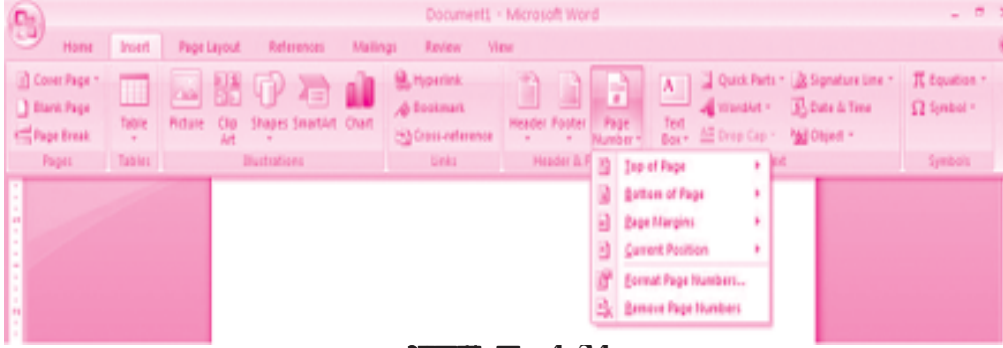 Document1 - Microsoft Word
Home Insert Page Layout References Mailings Review View
Cover Page
Blank Page
Page Break
Pages
Table
Tables
Picture
Clip Art
Shapes
SmartArt
Chart
Illustrations
Hyperlink
Bookmark
Cross-reference
Links
Header
Footer
Page Number
Header & F
Text Box
Quick Parts
WordArt
Drop Cap
Signature Line
Date & Time
Object
xt
Equation
Symbol
Symbols
Top of Page
Bottom of Page
Page Margins
Current Position
Format Page Numbers...
Remove Page Numbers